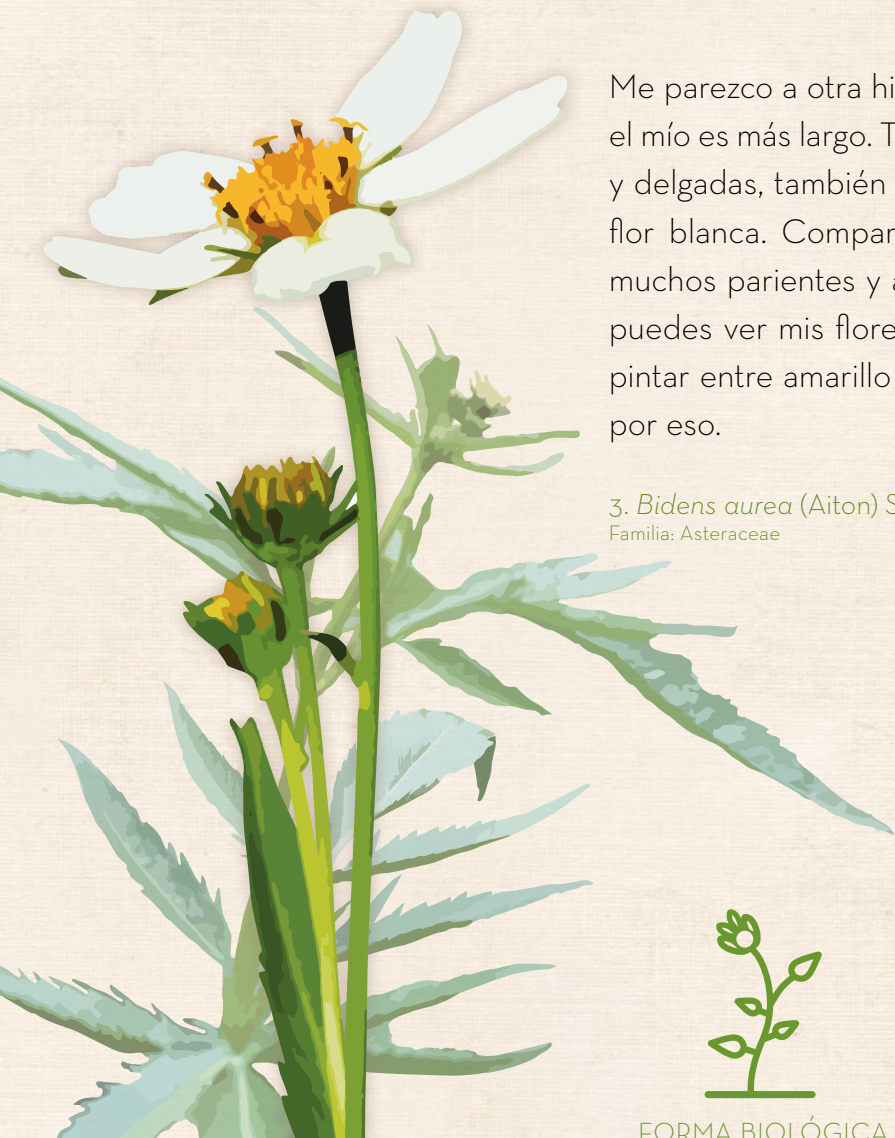 Me parezco a otra hi
el mío es más largo. T
y delgadas, también
flor blanca. Compar
muchos parientes y a
puedes ver mis flore
pintar entre amarillo
por eso.
3. Bidens aurea (Aiton) S
Familia: Asteraceae
FORMA BIOLÓGICA